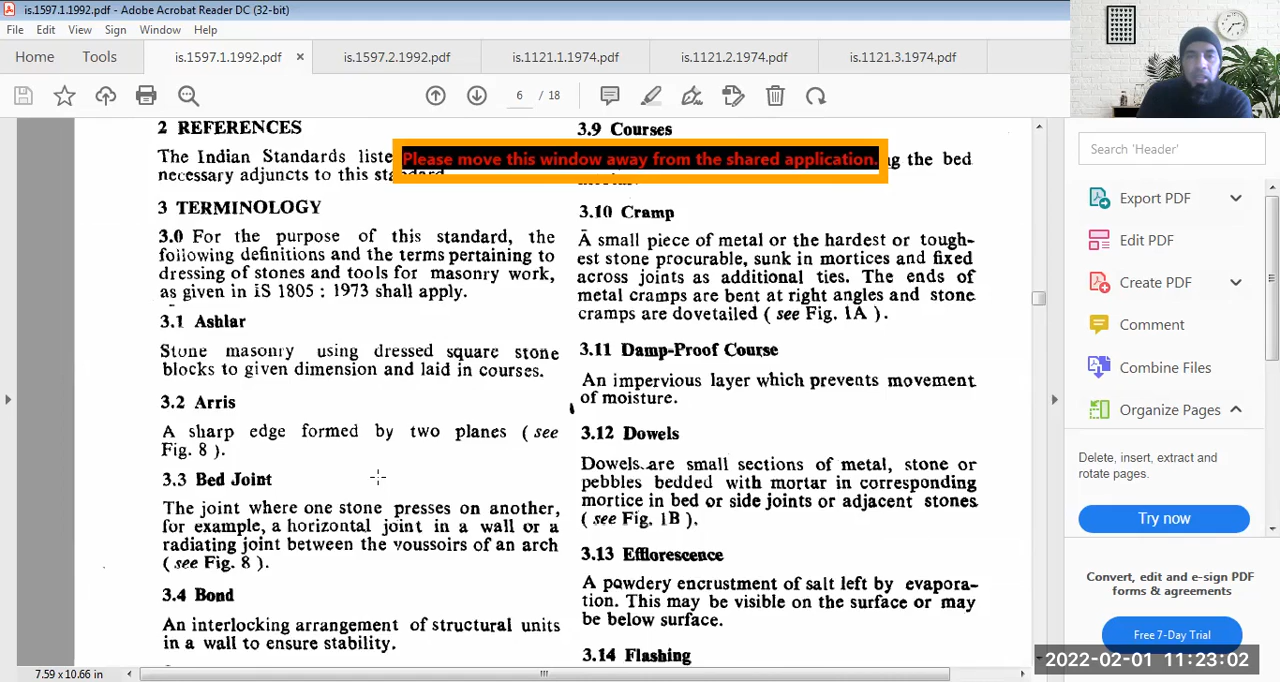 is.1597.1.1992.pdf - Adobe Acrobat Reader DC (32-bit)
File Edit View Window Help
Home Tools is.1597.1.1992.pdf × is.1597.2.1992.pdf is.1121.1.1974.pdf is.1121.2.1974.pdf is.1121.3.1974.pdf
6 / 18
2 REFERENCES
The Indian Standards liste
necessary adjuncts to this standard.
3 TERMINOLOGY
3.0 For the purpose of this standard, the
following definitions and the terms pertaining to
dressing of stones and tools for masonry work,
as given in IS 1805 : 1973 shall apply.
3.1 Ashlar
Stone masonry using dressed square stone
blocks to given dimension and laid in courses.
3.2 Arris
A sharp edge formed by two planes ( see
Fig. 8 ).
3.3 Bed Joint
The joint where one stone presses on another,
for example, a horizontal joint in a wall or a
radiating joint between the voussoirs of an arch
( see Fig. 8 ).
3.4 Bond
An interlocking arrangement of structural units
in a wall to ensure stability.
3.9 Courses
Please move this window away from the shared application.
ng the bed
3.10 Cramp
A small piece of metal or the hardest or tough-
est stone procurable, sunk in mortices and fixed
across joints as additional ties. The ends of
metal cramps are bent at right angles and stone
cramps are dovetailed ( see Fig. 1A ).
3.11 Damp-Proof Course
An impervious layer which prevents movement
of moisture.
3.12 Dowels
Dowels are small sections of metal, stone or
pebbles bedded with mortar in corresponding
mortice in bed or side joints or adjacent stones
( see Fig. 1B ).
3.13 Efflorescence
A powdery encrustment of salt left by evapora-
tion. This may be visible on the surface or may
be below surface.
3.14 Flashing
7.59 x 10.66 in
Search 'Header'
Export PDF
Edit PDF
Create PDF
Comment
Combine Files
Organize Pages
Delete, insert, extract and
rotate pages.
Try now
Convert, edit and e-sign PDF
forms & agreements
Free 7-Day Trial
2022-02-01 11:23:02